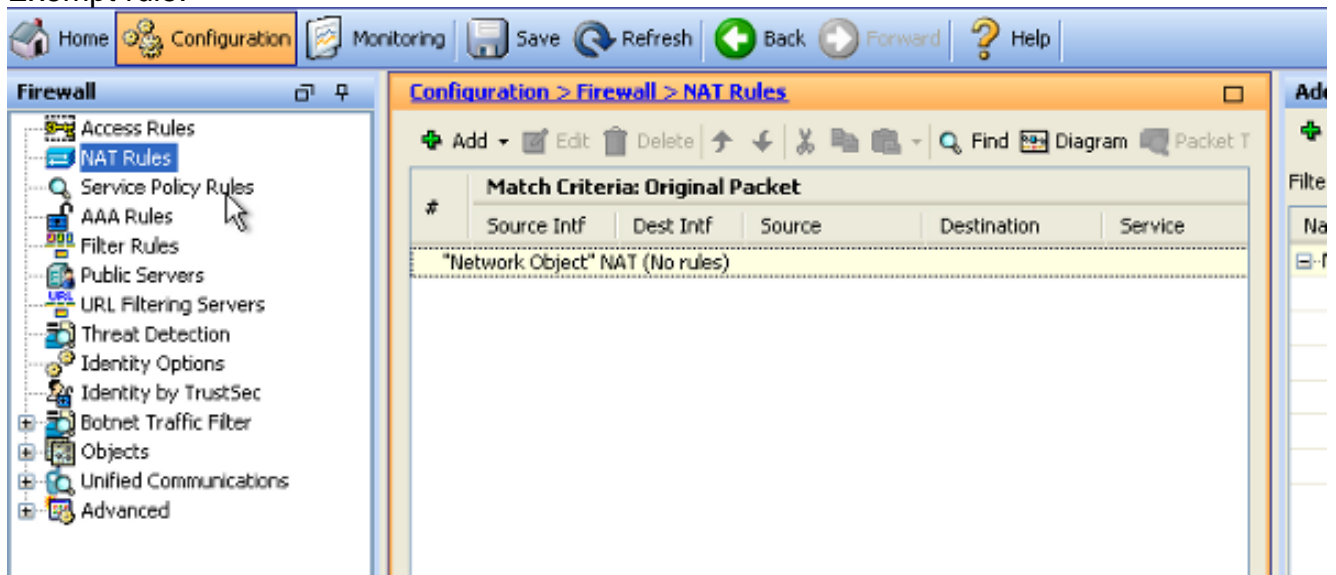 Exempt rule.
Home Configuration Monitoring Save Refresh Back Forward Help
Firewall
Access Rules
NAT Rules
Service Policy Rules
AAA Rules
Filter Rules
Public Servers
URL Filtering Servers
Threat Detection
Identity Options
Identity by TrustSec
Botnet Traffic Filter
Objects
Unified Communications
Advanced
Configuration > Firewall > NAT Rules
Add Edit Delete Find Diagram Packet T
# Match Criteria: Original Packet
Source Intf Dest Intf Source Destination Service
"Network Object" NAT (No rules)
Filte
Na